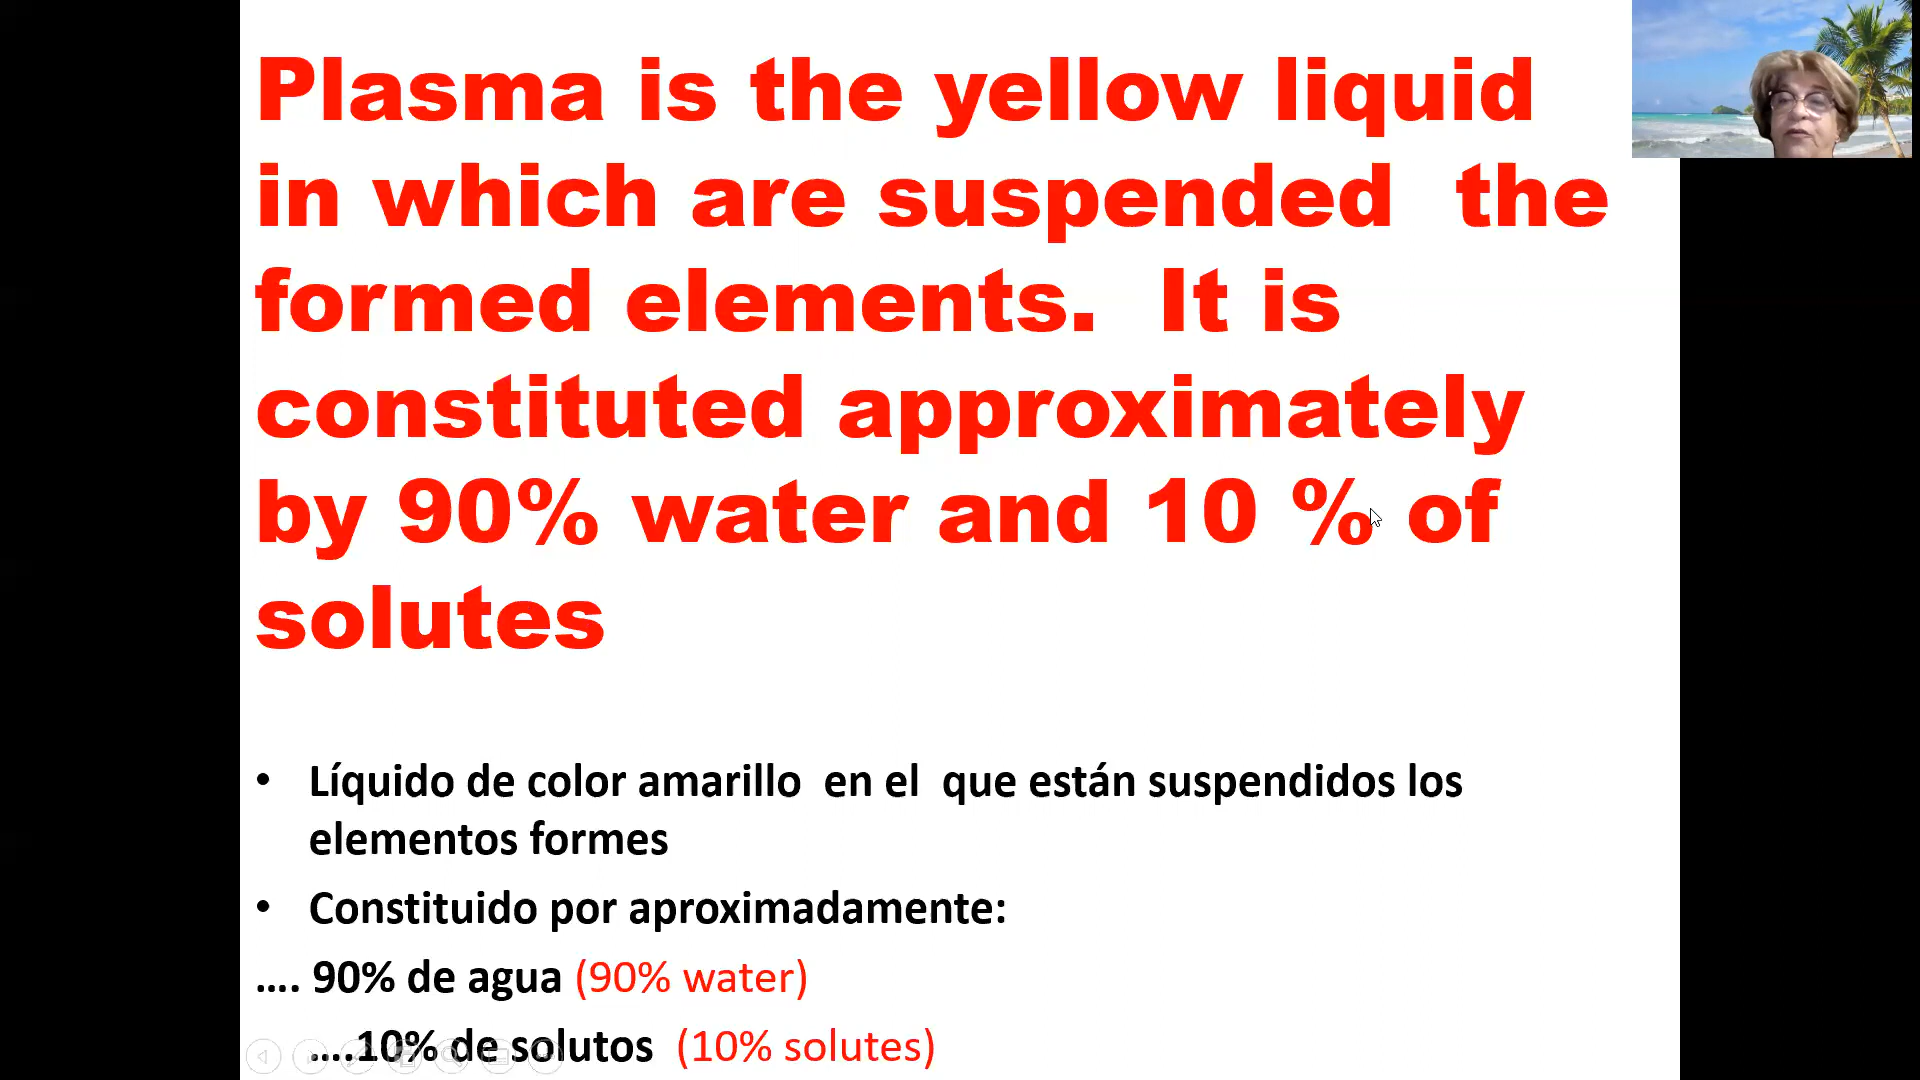 Plasma is the yellow liquid
in which are suspended the
formed elements. It is
constituted approximately
by 90% water and 10 % of
solutes
• Líquido de color amarillo en el que están suspendidos los
elementos formes
• Constituido por aproximadamente:
.... 90% de agua (90% water)
....10% de solutos (10% solutes)